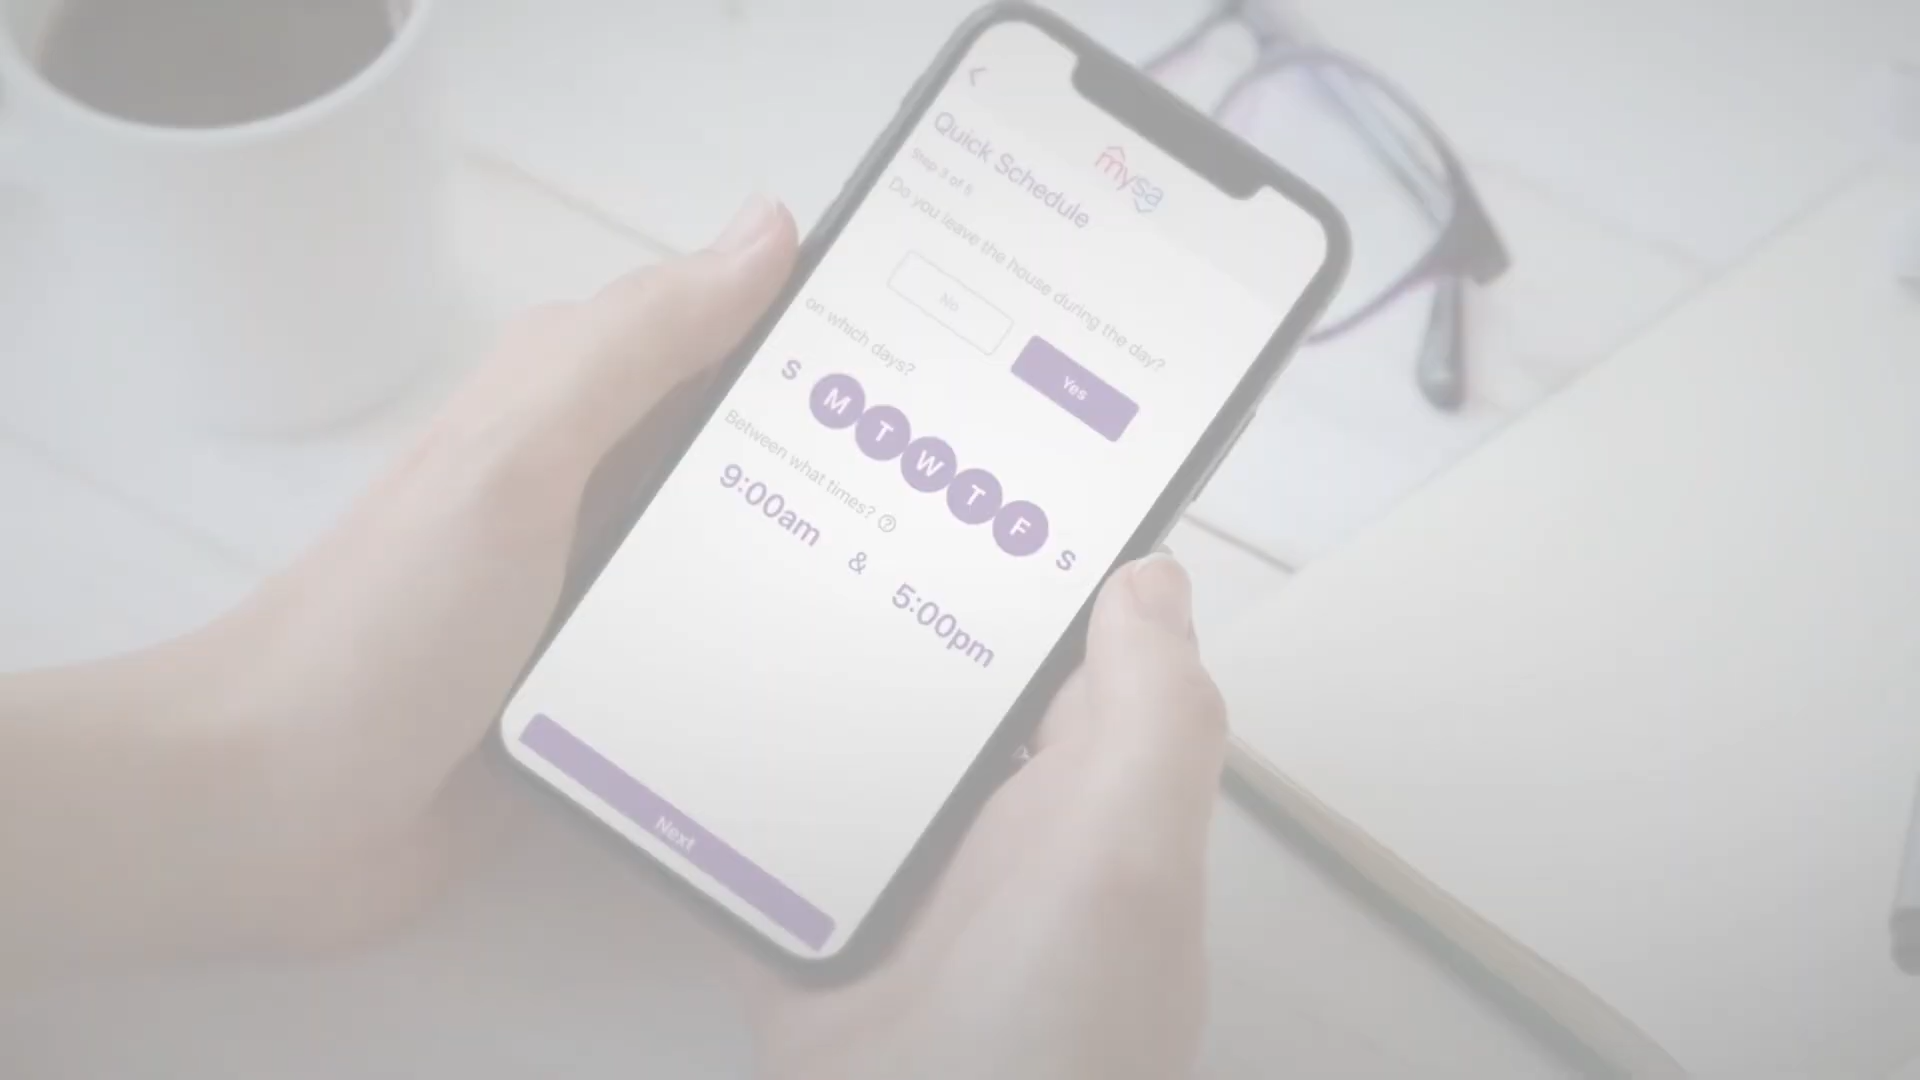 mysa
Quick Schedule
Step 3 of 5
Do you leave the house during the day?
No Yes
on which days?
S M T W T F S
Between what times? ?
9:00am & 5:00pm
Next